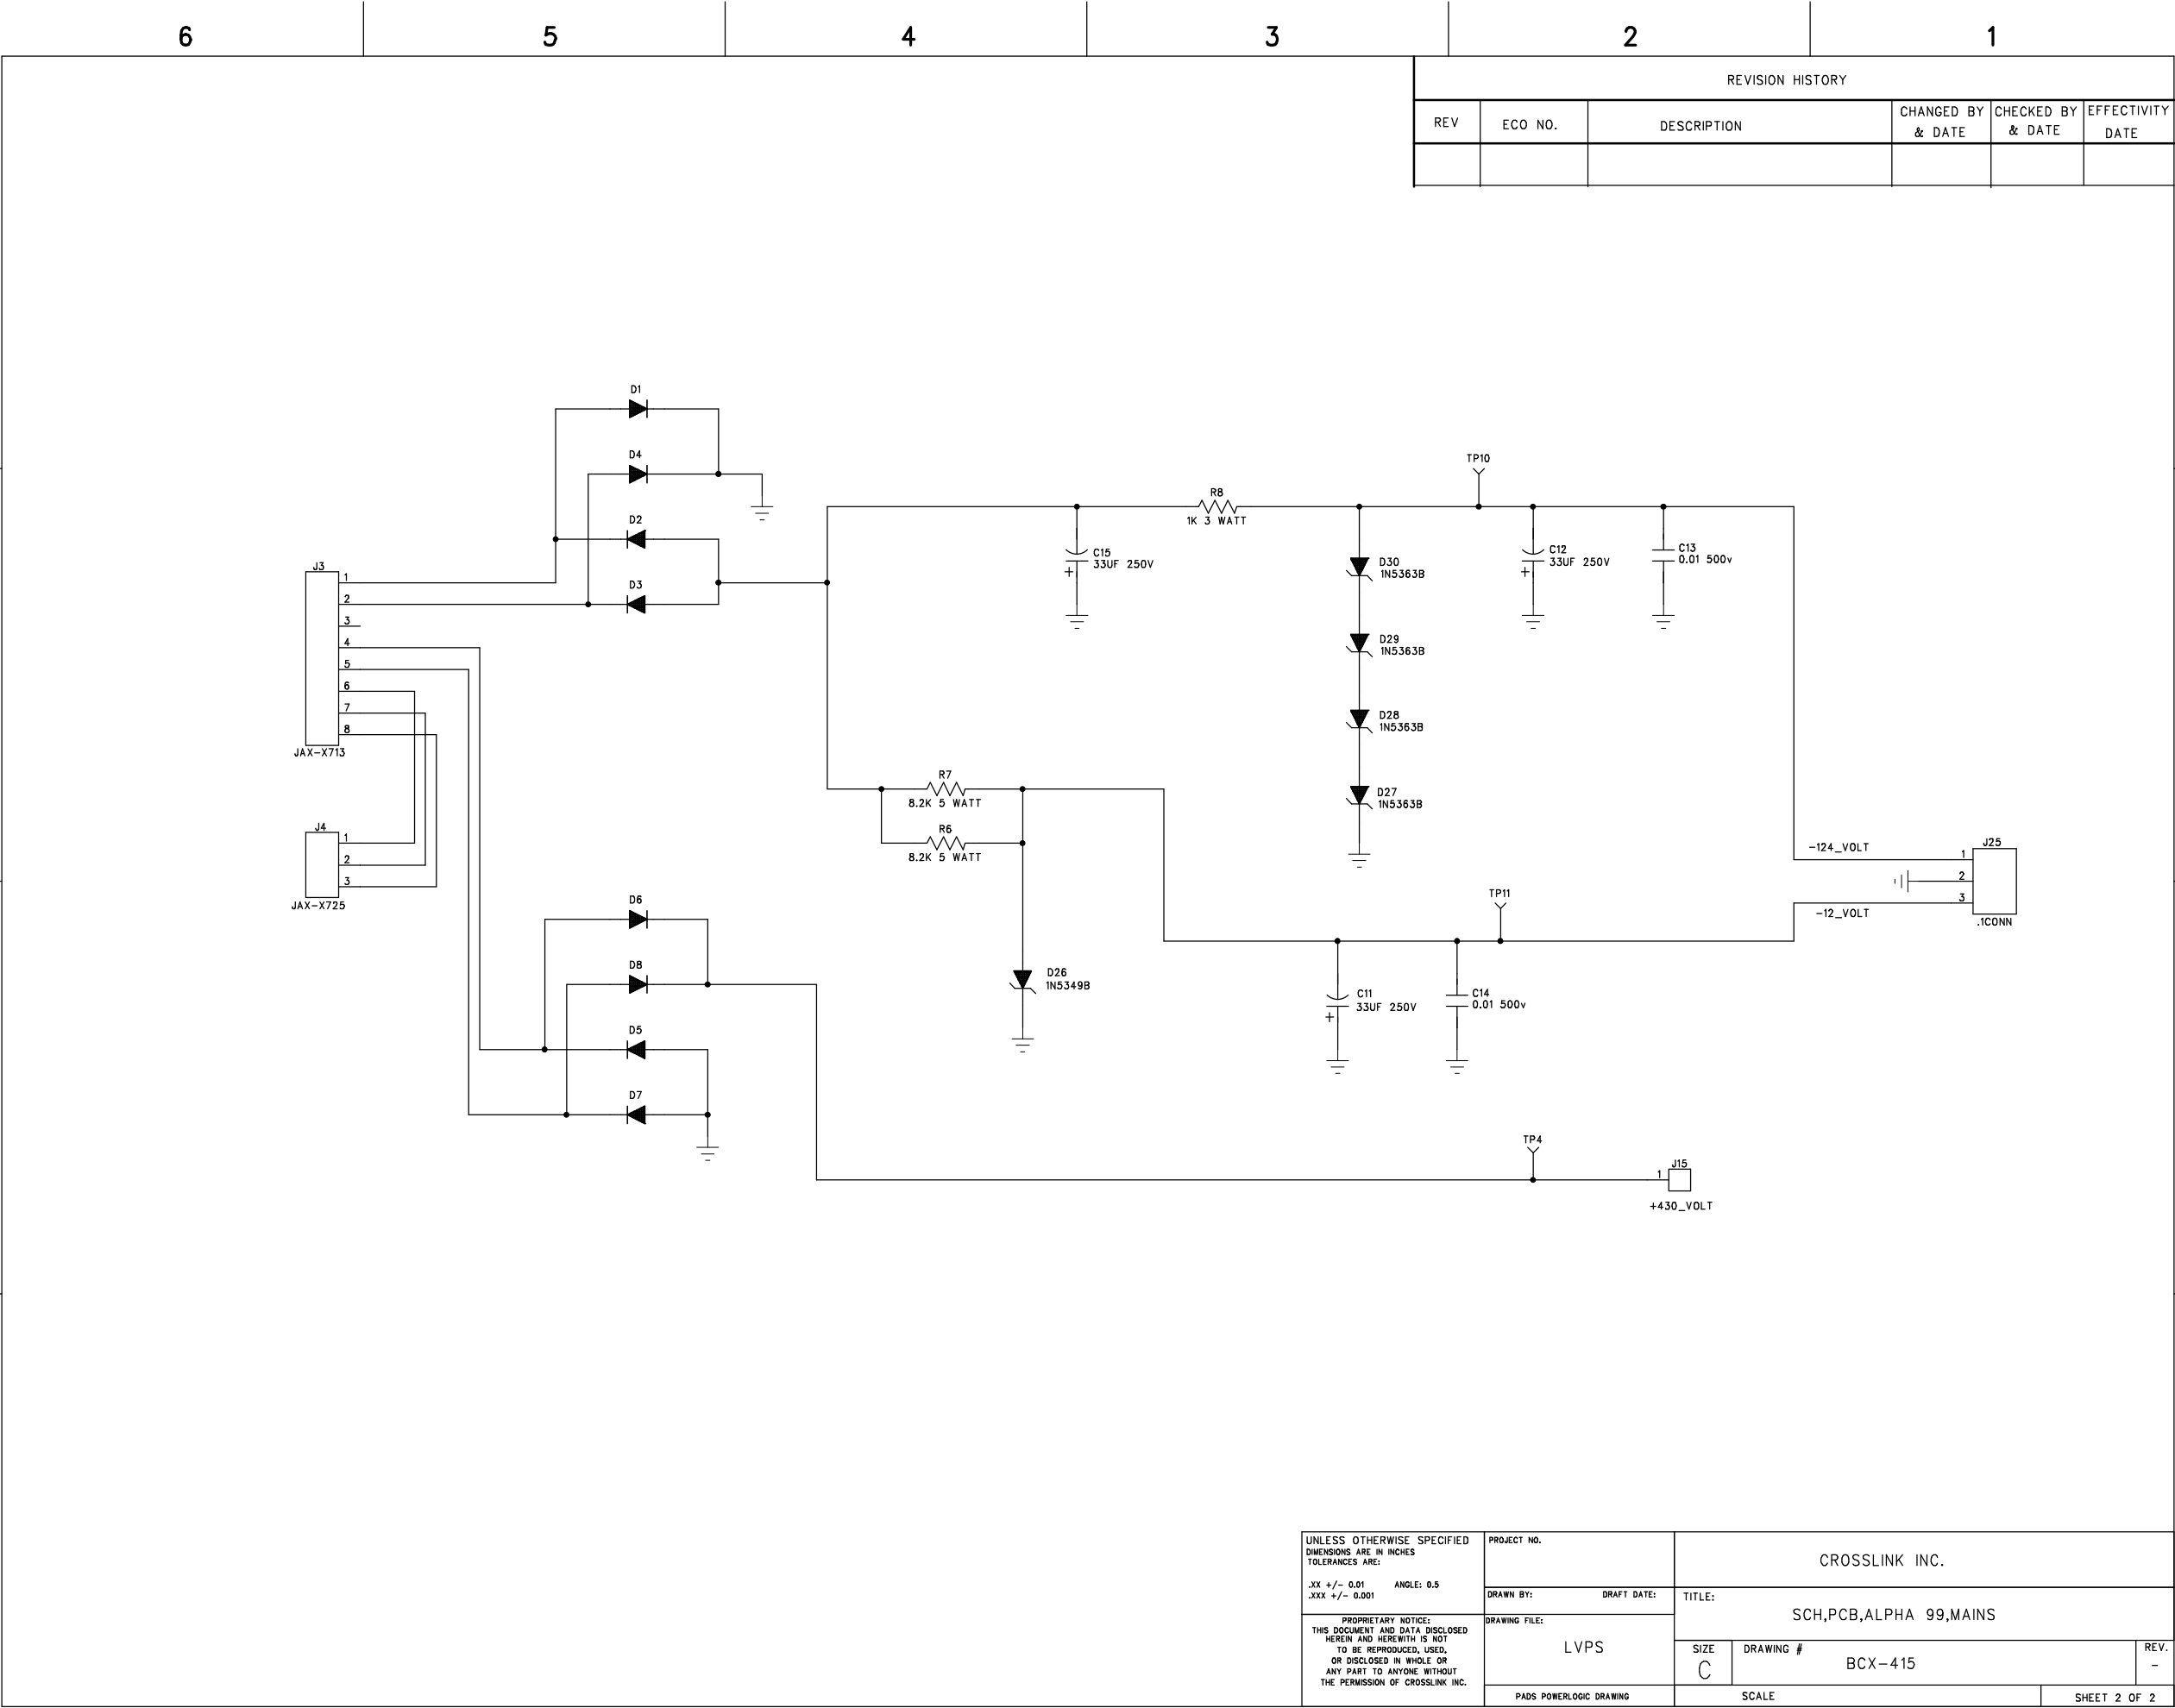 6 5 4 3 2 1
REVISION HISTORY
REV ECO NO. DESCRIPTION CHANGED BY & DATE CHECKED BY & DATE EFFECTIVITY DATE
D1
D4
D2
D3
J3
1
2
3
4
5
6
7
8
JAX-X713
J4
1
2
3
JAX-X725
D6
D8
D5
D7
C15
33UF 250V
R8
1K 3 WATT
TP10
D30
1N5363B
D29
1N5363B
D28
1N5363B
D27
1N5363B
C12
33UF 250V
C13
0.01 500v
R7
8.2K 5 WATT
R6
8.2K 5 WATT
D26
1N5349B
TP11
C11
33UF 250V
C14
0.01 500v
-124_VOLT
-12_VOLT
J25
1
2
3
.1CONN
TP4
J15
1
+430_VOLT
UNLESS OTHERWISE SPECIFIED
DIMENSIONS ARE IN INCHES
TOLERANCES ARE:
.XX +/- 0.01 ANGLE: 0.5
.XXX +/- 0.001
PROPRIETARY NOTICE:
THIS DOCUMENT AND DATA DISCLOSED
HEREIN AND HEREWITH IS NOT
TO BE REPRODUCED, USED,
OR DISCLOSED IN WHOLE OR
ANY PART TO ANYONE WITHOUT
THE PERMISSION OF CROSSLINK INC.
PROJECT NO.
DRAWN BY: DRAFT DATE:
DRAWING FILE:
LVPS
PADS POWERLOGIC DRAWING
CROSSLINK INC.
TITLE:
SCH,PCB,ALPHA 99,MAINS
SIZE
C
DRAWING #
BCX-415
REV.
-
SCALE
SHEET 2 OF 2